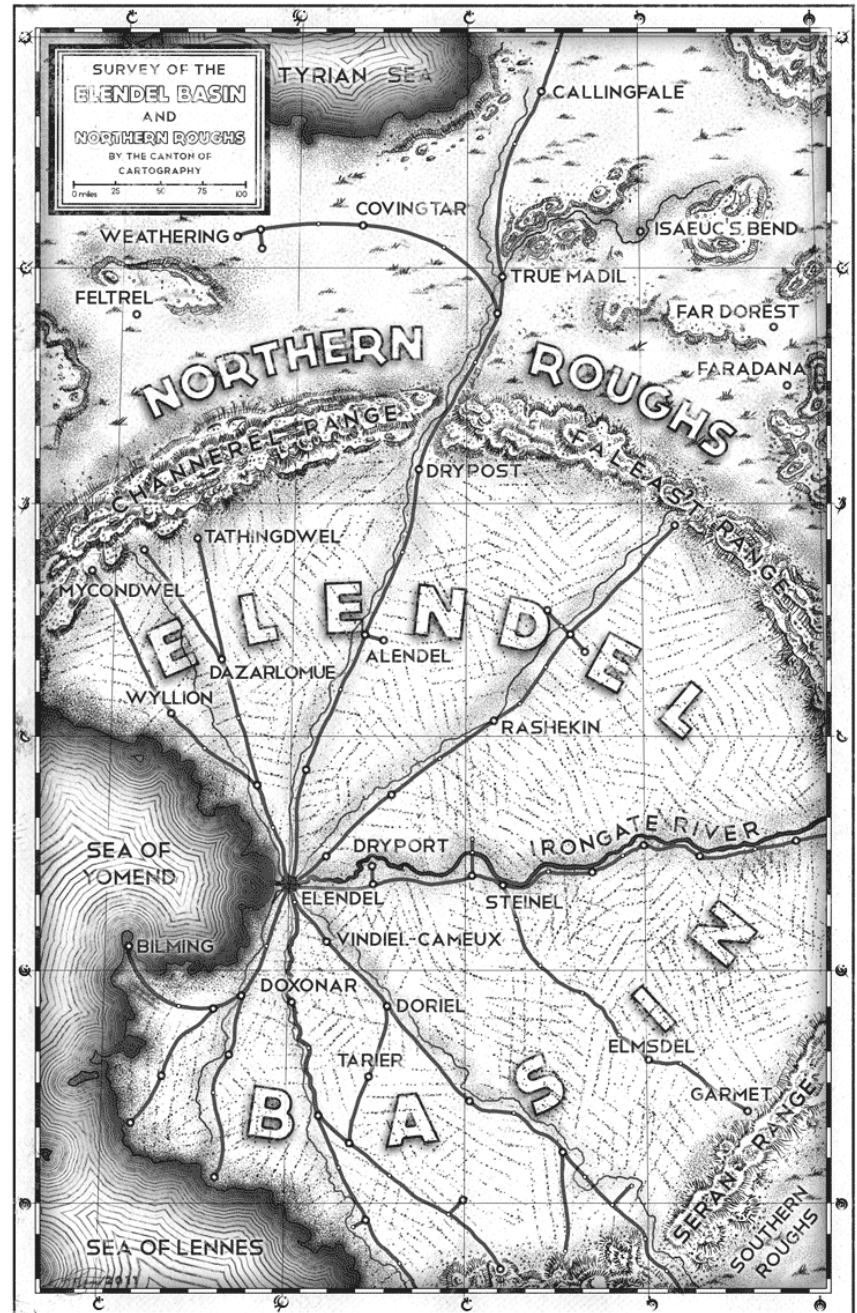 SURVEY OF THE
ELENDEL BASIN
AND
NORTHERN ROUGHS
BY THE CANTON OF
CARTOGRAPHY
0 miles 25 50 75 100
TYRIAN SEA
CALLINGFALE
COVINGTAR
WEATHERING
ISAEUC'S BEND
TRUE MADIL
FELTREL
FAR DOREST
NORTHERN ROUGHS
FARADANA
CHANNEREL RANGE
FALEAST RANGE
DRYPOST
TATHINGDWEL
MYCONDWEL
ELENDEL
ALENDEL
DAZARLOMUE
WYLLION
RASHEKIN
DRYPORT
IRONGATE RIVER
SEA OF
YOMEND
ELENDEL
STEINEL
BILMING
VINDIEL-CAMEUX
DOXONAR
DORIEL
BASIN
ELMSDEL
TARIER
GARMET
SERAN RANGE
SOUTHERN
ROUGHS
SEA OF LENNES
2011